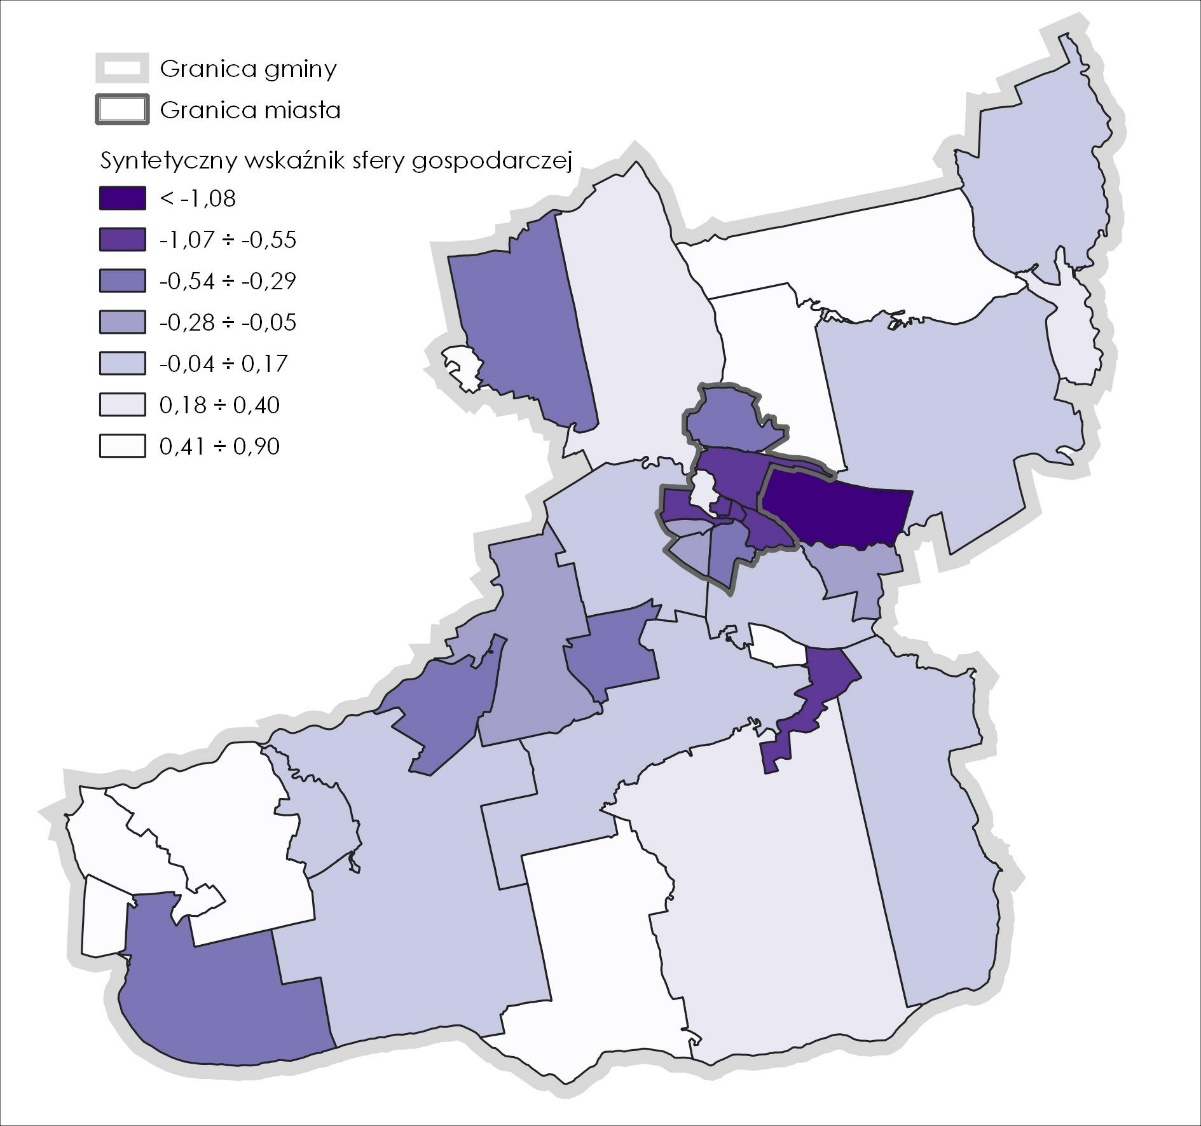 Granica gminy
Granica miasta
Syntetyczny wskaźnik sfery gospodarczej
< -1,08
-1,07 ÷ -0,55
-0,54 ÷ -0,29
-0,28 ÷ -0,05
-0,04 ÷ 0,17
0,18 ÷ 0,40
0,41 ÷ 0,90